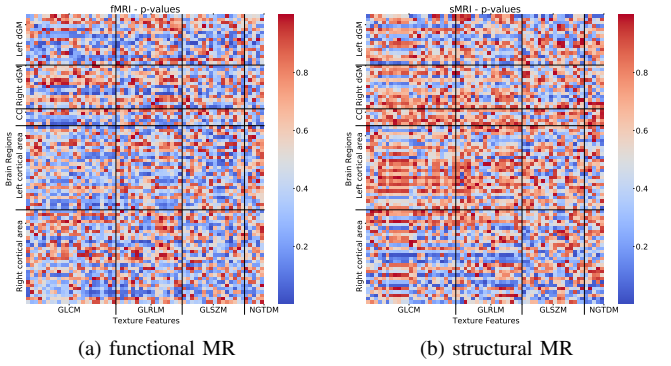 fMRI - p-values
Brain Regions
Left dGM
Right dGM
CC
Left cortical area
Right cortical area
0.8
0.6
0.4
0.2
GLCM GLRLM GLSZM NGTDM
Texture Features
(a) functional MR
sMRI - p-values
Brain Regions
Left dGM
Right dGM
CC
Left cortical area
Right cortical area
0.8
0.6
0.4
0.2
GLCM GLRLM GLSZM NGTDM
Texture Features
(b) structural MR